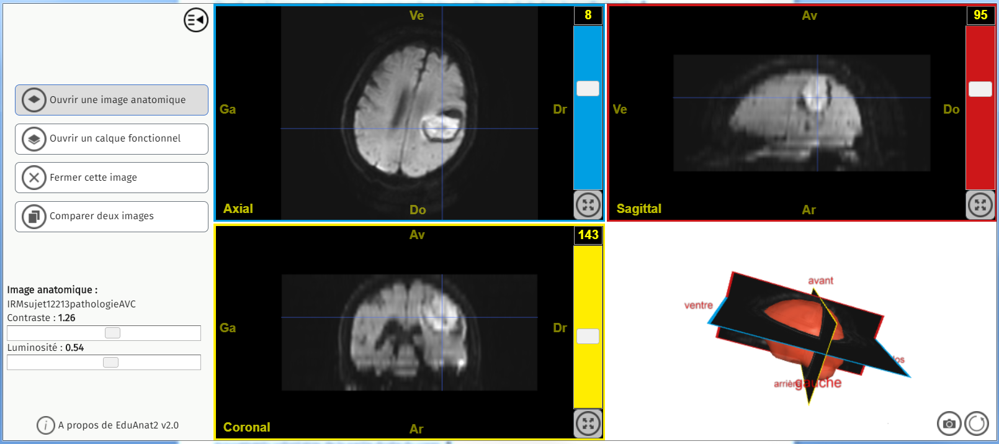 Ouvrir une image anatomique
Ouvrir un calque fonctionnel
Fermer cette image
Comparer deux images
Image anatomique :
IRMsujet12213pathologieAVC
Contraste : 1.26
Luminosité : 0.54
i A propos de EduAnat2 v2.0
Ve
8
Ga
Dr
Axial
Do
Av
95
Ve
Do
Sagittal
Ar
Av
143
Ga
Dr
Coronal
Ar
avant
ventre
arrière
gauche